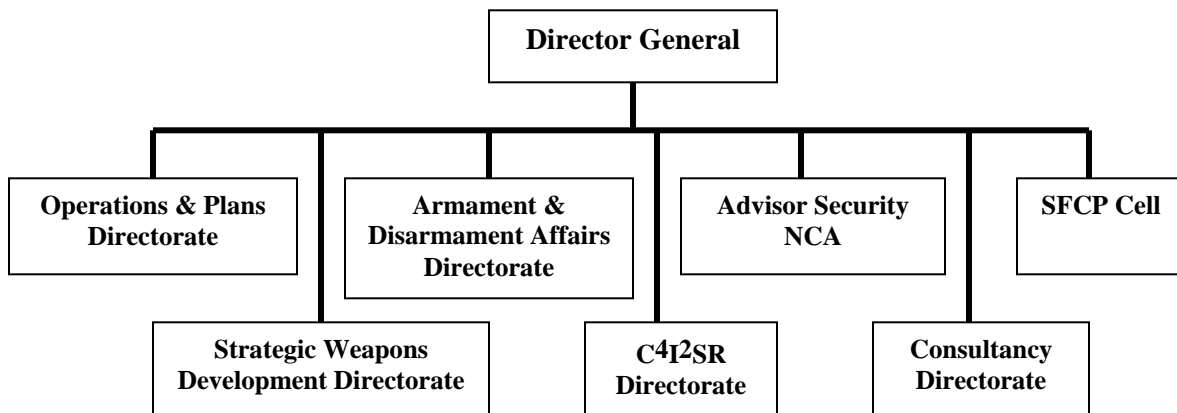 Director General
Operations & Plans
Directorate
Armament &
Disarmament Affairs
Directorate
Advisor Security
NCA
SFCP Cell
Strategic Weapons
Development Directorate
C⁴I²SR
Directorate
Consultancy
Directorate